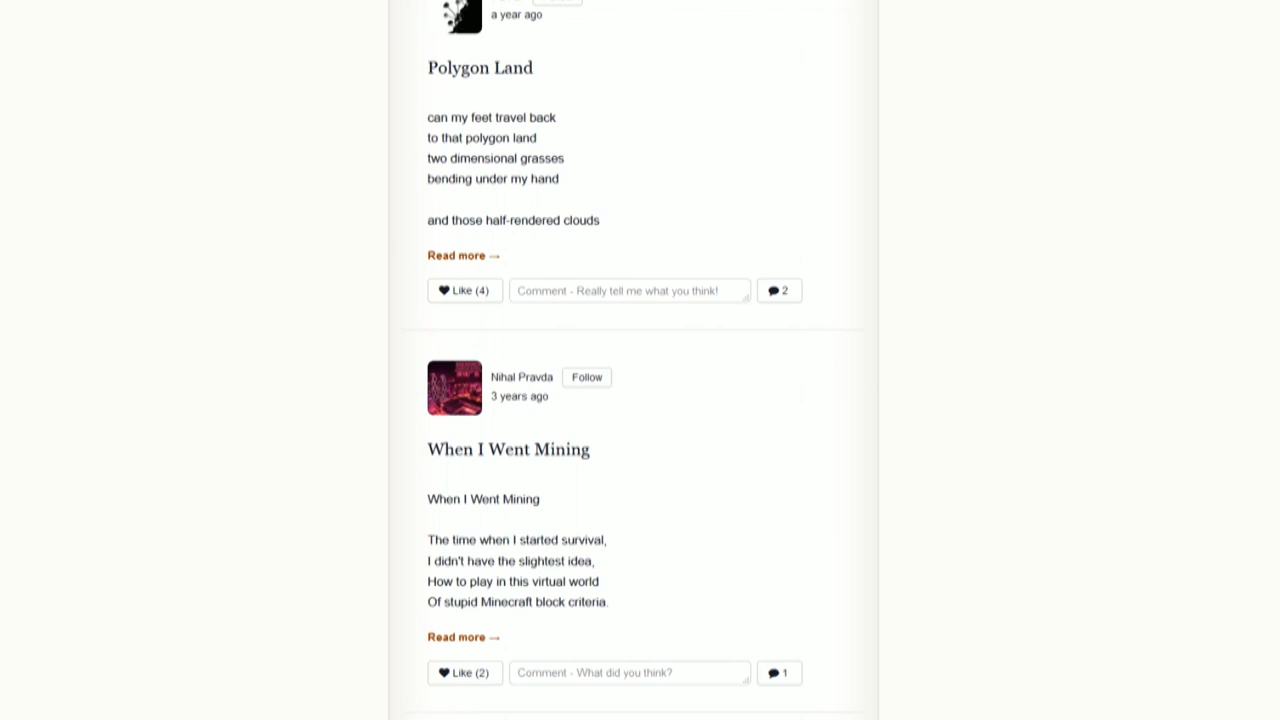 a year ago
Polygon Land
can my feet travel back
to that polygon land
two dimensional grasses
bending under my hand
and those half-rendered clouds
Read more →
Like (4)
Comment - Really tell me what you think!
2
Nihal Pravda
Follow
3 years ago
When I Went Mining
When I Went Mining
The time when I started survival,
I didn't have the slightest idea,
How to play in this virtual world
Of stupid Minecraft block criteria.
Read more →
Like (2)
Comment - What did you think?
1